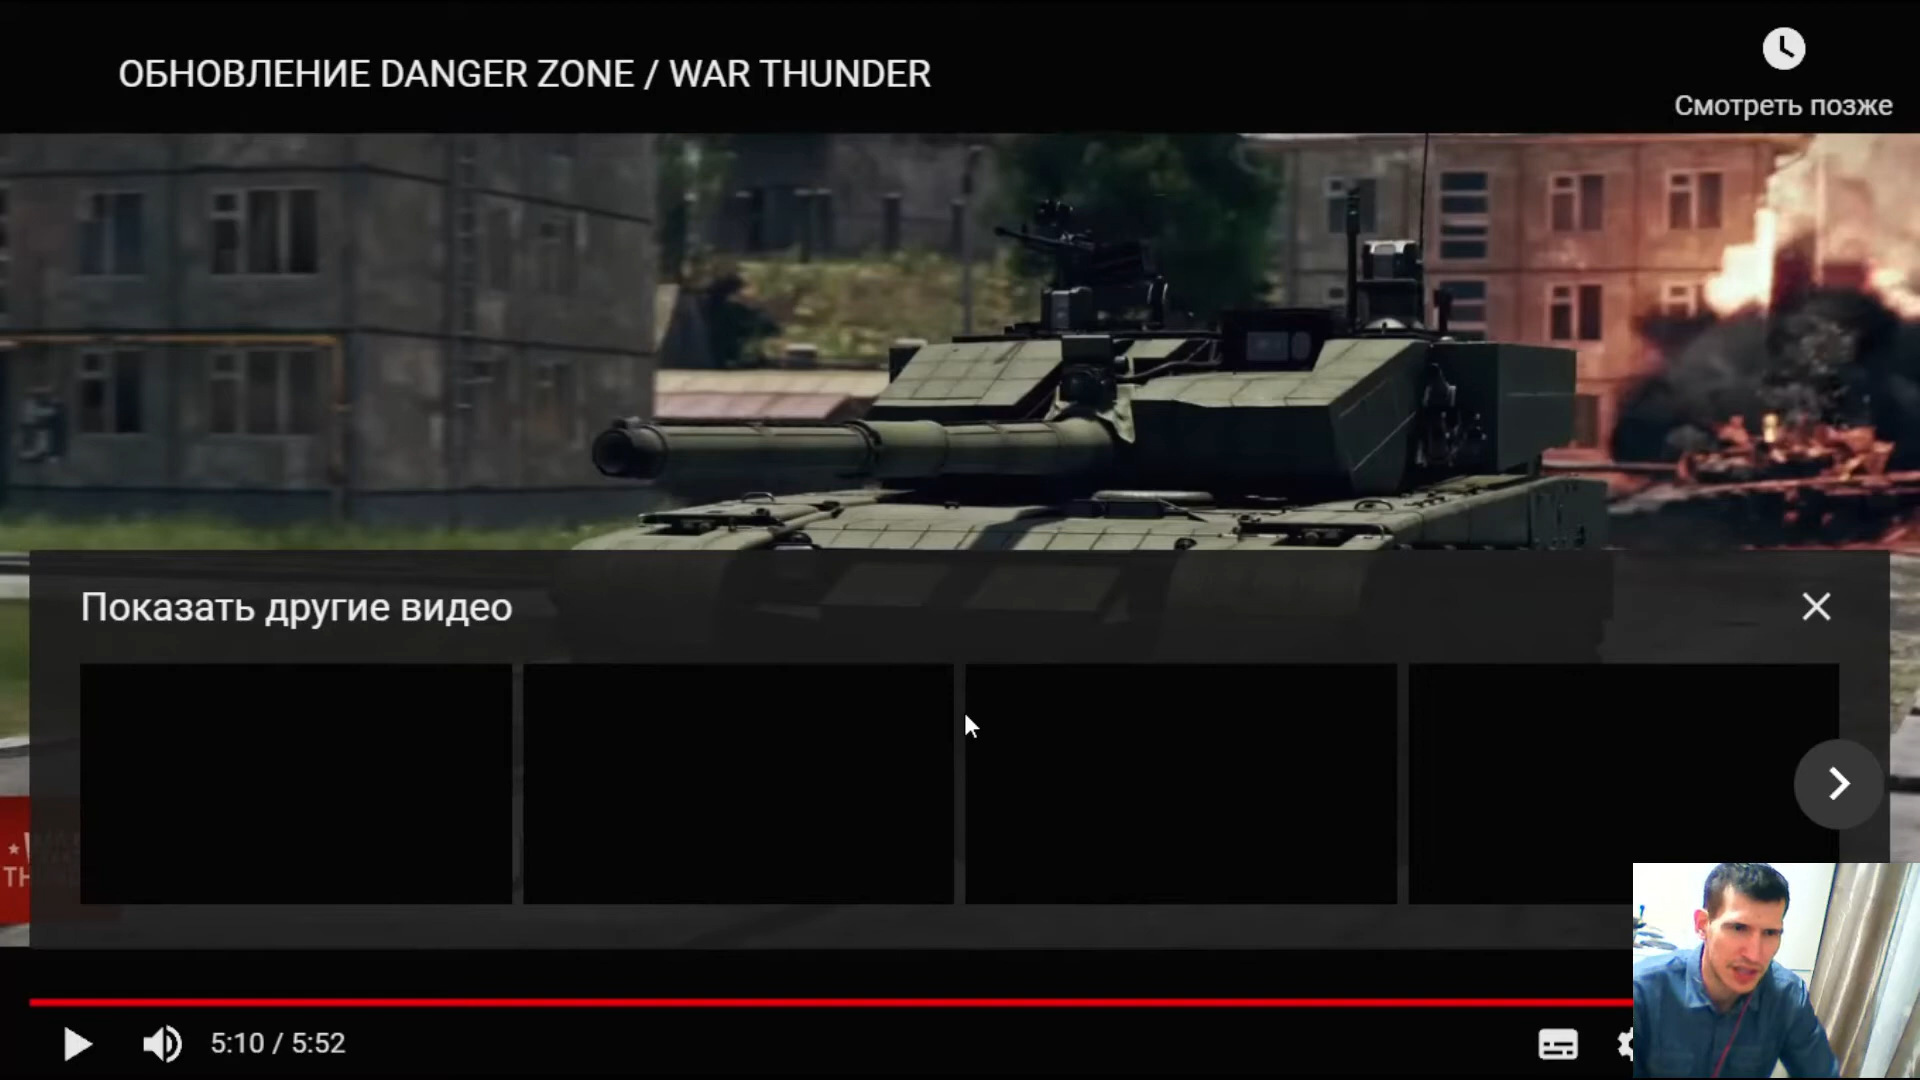 ОБНОВЛЕНИЕ DANGER ZONE / WAR THUNDER
Смотреть позже
Показать другие видео
5:10 / 5:52